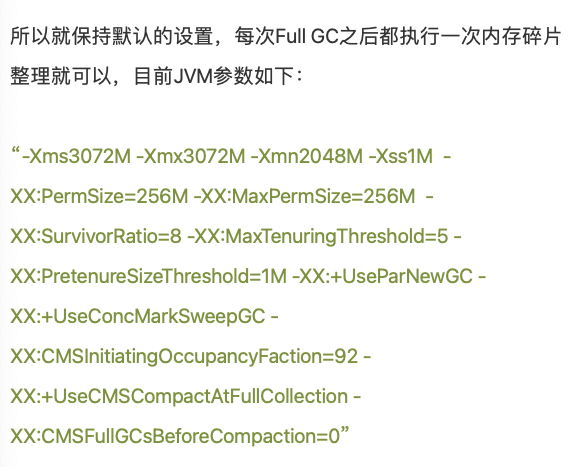 所以就保持默认的设置，每次Full GC之后都执行一次内存碎片
整理就可以，目前JVM参数如下：
“-Xms3072M -Xmx3072M -Xmn2048M -Xss1M  -
XX:PermSize=256M -XX:MaxPermSize=256M  -
XX:SurvivorRatio=8 -XX:MaxTenuringThreshold=5 -
XX:PretenureSizeThreshold=1M -XX:+UseParNewGC -
XX:+UseConcMarkSweepGC -
XX:CMSInitiatingOccupancyFaction=92 -
XX:+UseCMSCompactAtFullCollection -
XX:CMSFullGCsBeforeCompaction=0”